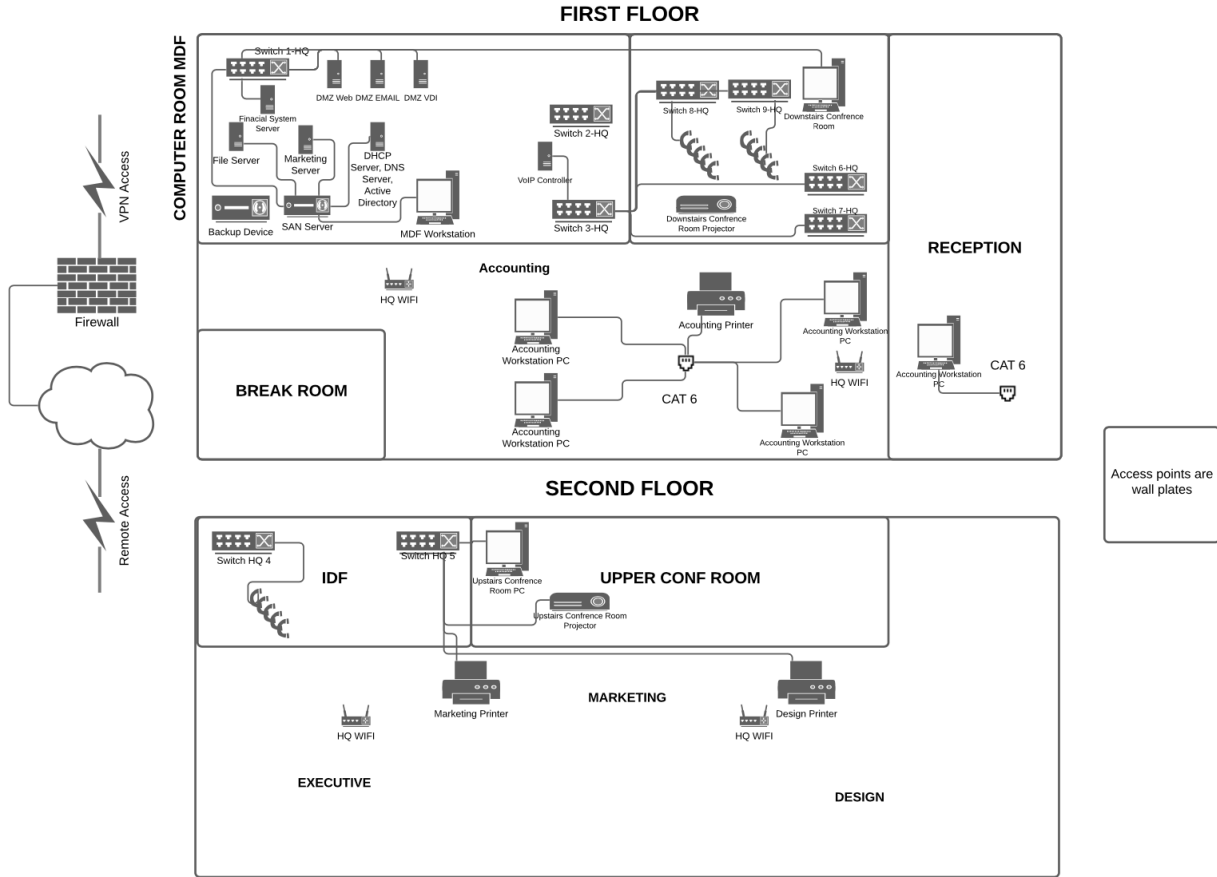 FIRST FLOOR
COMPUTER ROOM MDF
Switch 1-HQ
DMZ Web
DMZ EMAIL
DMZ VDI
Finacial System
Server
File Server
Marketing
Server
DHCP
Server, DNS
Server,
Active
Directory
Backup Device
SAN Server
MDF Workstation
Switch 2-HQ
VoIP Controller
Switch 3-HQ
Switch 8-HQ
Switch 9-HQ
Downstairs Confrence
Room
Switch 6-HQ
Switch 7-HQ
Downstairs Confrence
Room Projector
RECEPTION
VPN Access
Firewall
Remote Access
Accounting
HQ WIFI
Accounting
Workstation PC
Accounting
Workstation PC
Acounting Printer
CAT 6
Accounting Workstation
PC
HQ WIFI
Accounting Workstation
PC
Accounting Workstation
PC
CAT 6
BREAK ROOM
Access points are
wall plates
SECOND FLOOR
Switch HQ 4
IDF
Switch HQ 5
Upstairs Confrence
Room PC
UPPER CONF ROOM
Upstairs Confrence Room
Projector
Marketing Printer
MARKETING
Design Printer
HQ WIFI
HQ WIFI
EXECUTIVE
DESIGN